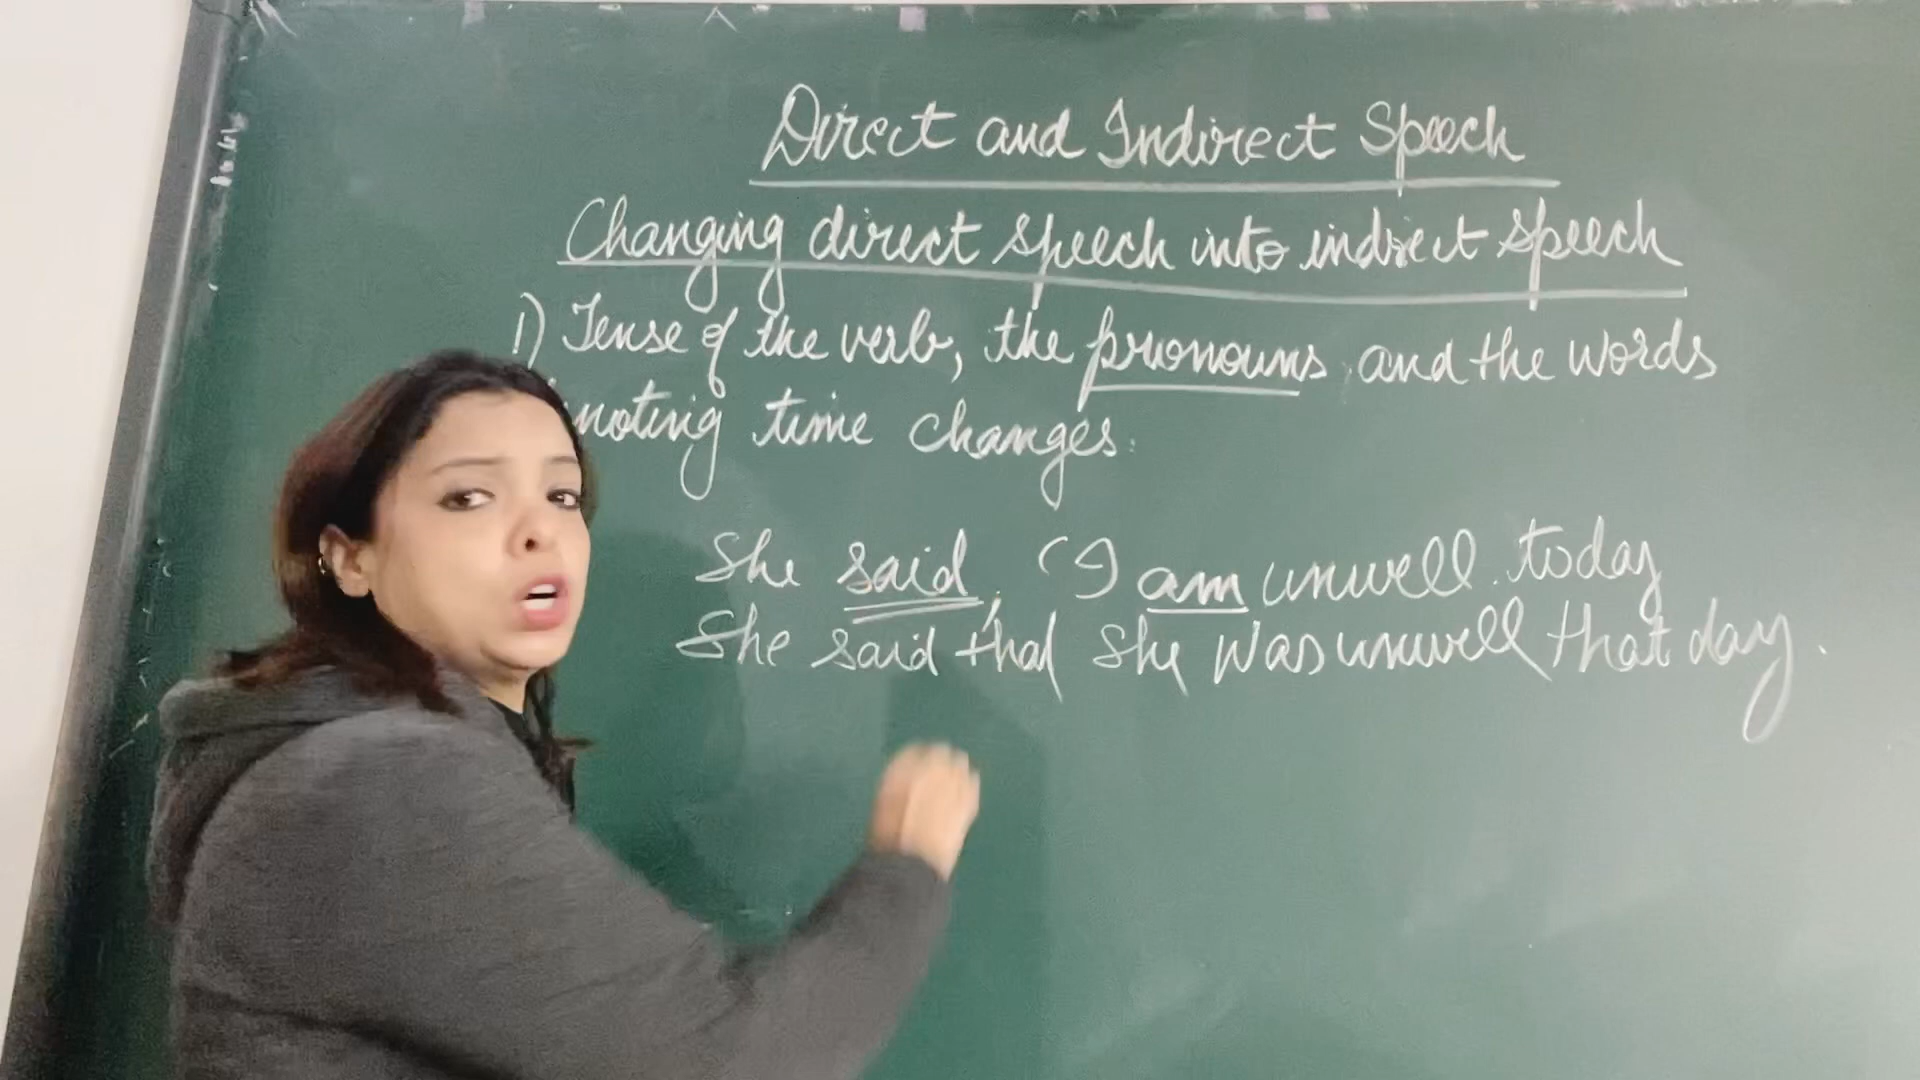 Direct and Indirect Speech
Changing direct speech into indirect speech
1) Tense of the verb, the pronouns and the words
noting time changes.
She said, "I am unwell today
She said that she was unwell that day.